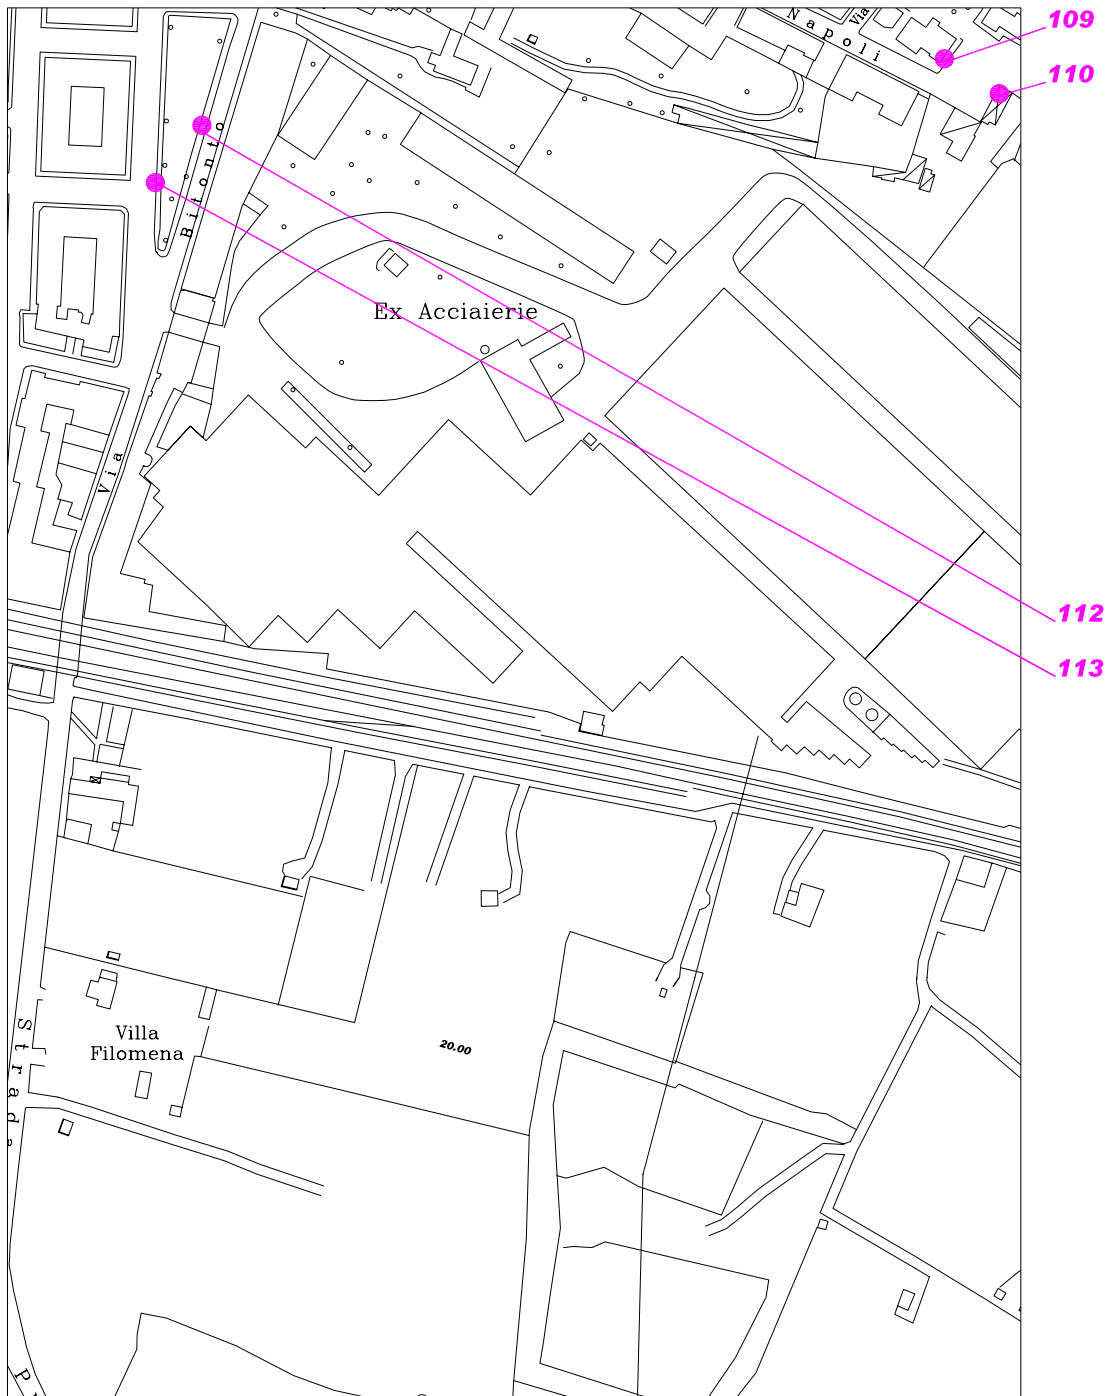 109
Via
Napoli
110
Bitonto
Ex Acciaierie
Via
112
113
Villa
Filomena
20.00
Strada